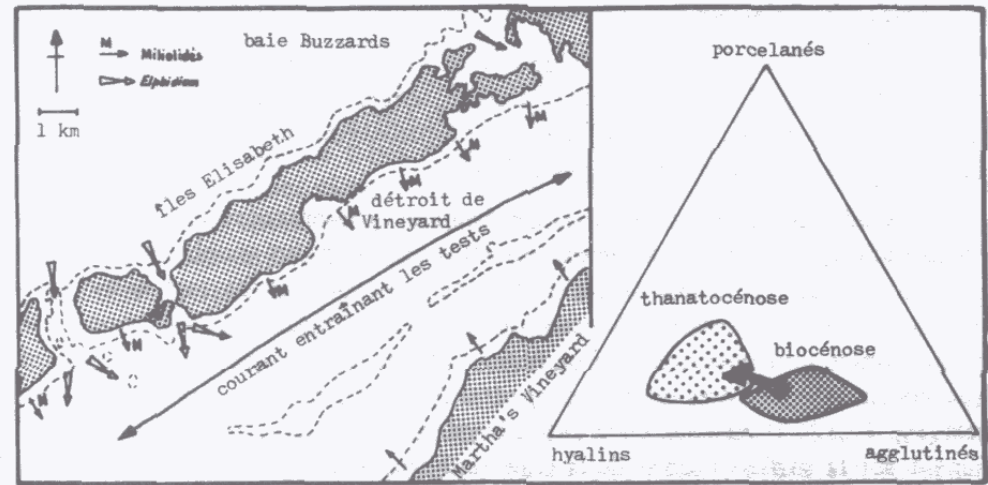 baie Buzzards
M
Miliolidés
Elphidium
1 km
îles Elisabeth
M
M
M
M
M
M
M
détroit de
Vineyard
courant entraînant les tests
Martha's Vineyard
porcelanés
thanatocénose
biocénose
hyalins
agglutinés